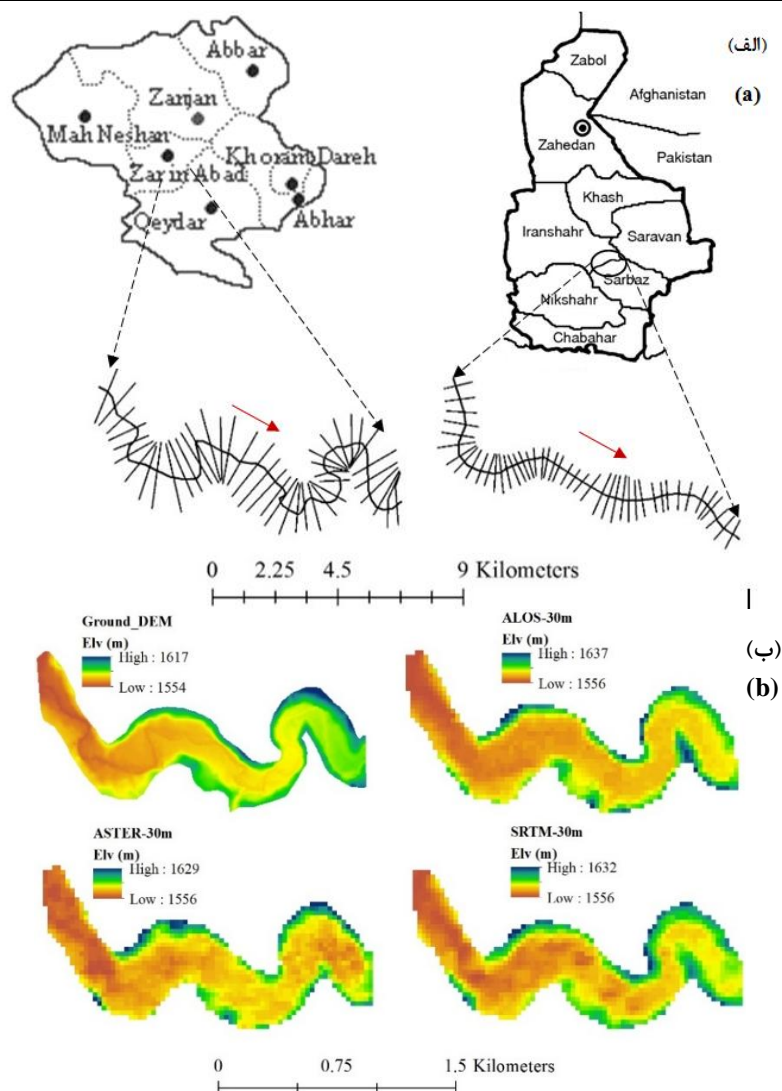 (الف)
(a)
Abbar
Zanjan
Mah Neshan
Khoram Dareh
Zarin Abad
Qeydar
Abhar
Zabol
Afghanistan
Zahedan
Pakistan
Khash
Iranshahr
Saravan
Sarbaz
Nikshahr
Chabahar
0 2.25 4.5 9 Kilometers
(ب)
(b)
Ground_DEM
Elv (m)
High : 1617
Low : 1554
ALOS-30m
Elv (m)
High : 1637
Low : 1556
ASTER-30m
Elv (m)
High : 1629
Low : 1556
SRTM-30m
Elv (m)
High : 1632
Low : 1556
0 0.75 1.5 Kilometers